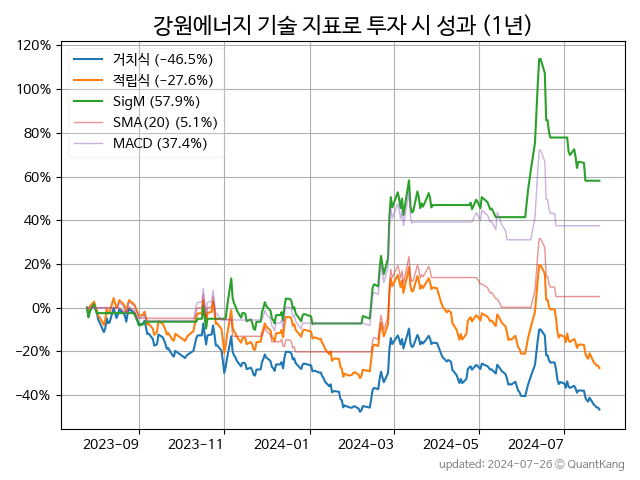 강원에너지 기술 지표로 투자 시 성과 (1년)
120%
100%
80%
60%
40%
20%
0%
−20%
−40%
거치식 (−46.5%)
적립식 (−27.6%)
SigM (57.9%)
SMA(20) (5.1%)
MACD (37.4%)
2023-09
2023-11
2024-01
2024-03
2024-05
2024-07
updated: 2024-07-26 © QuantKang